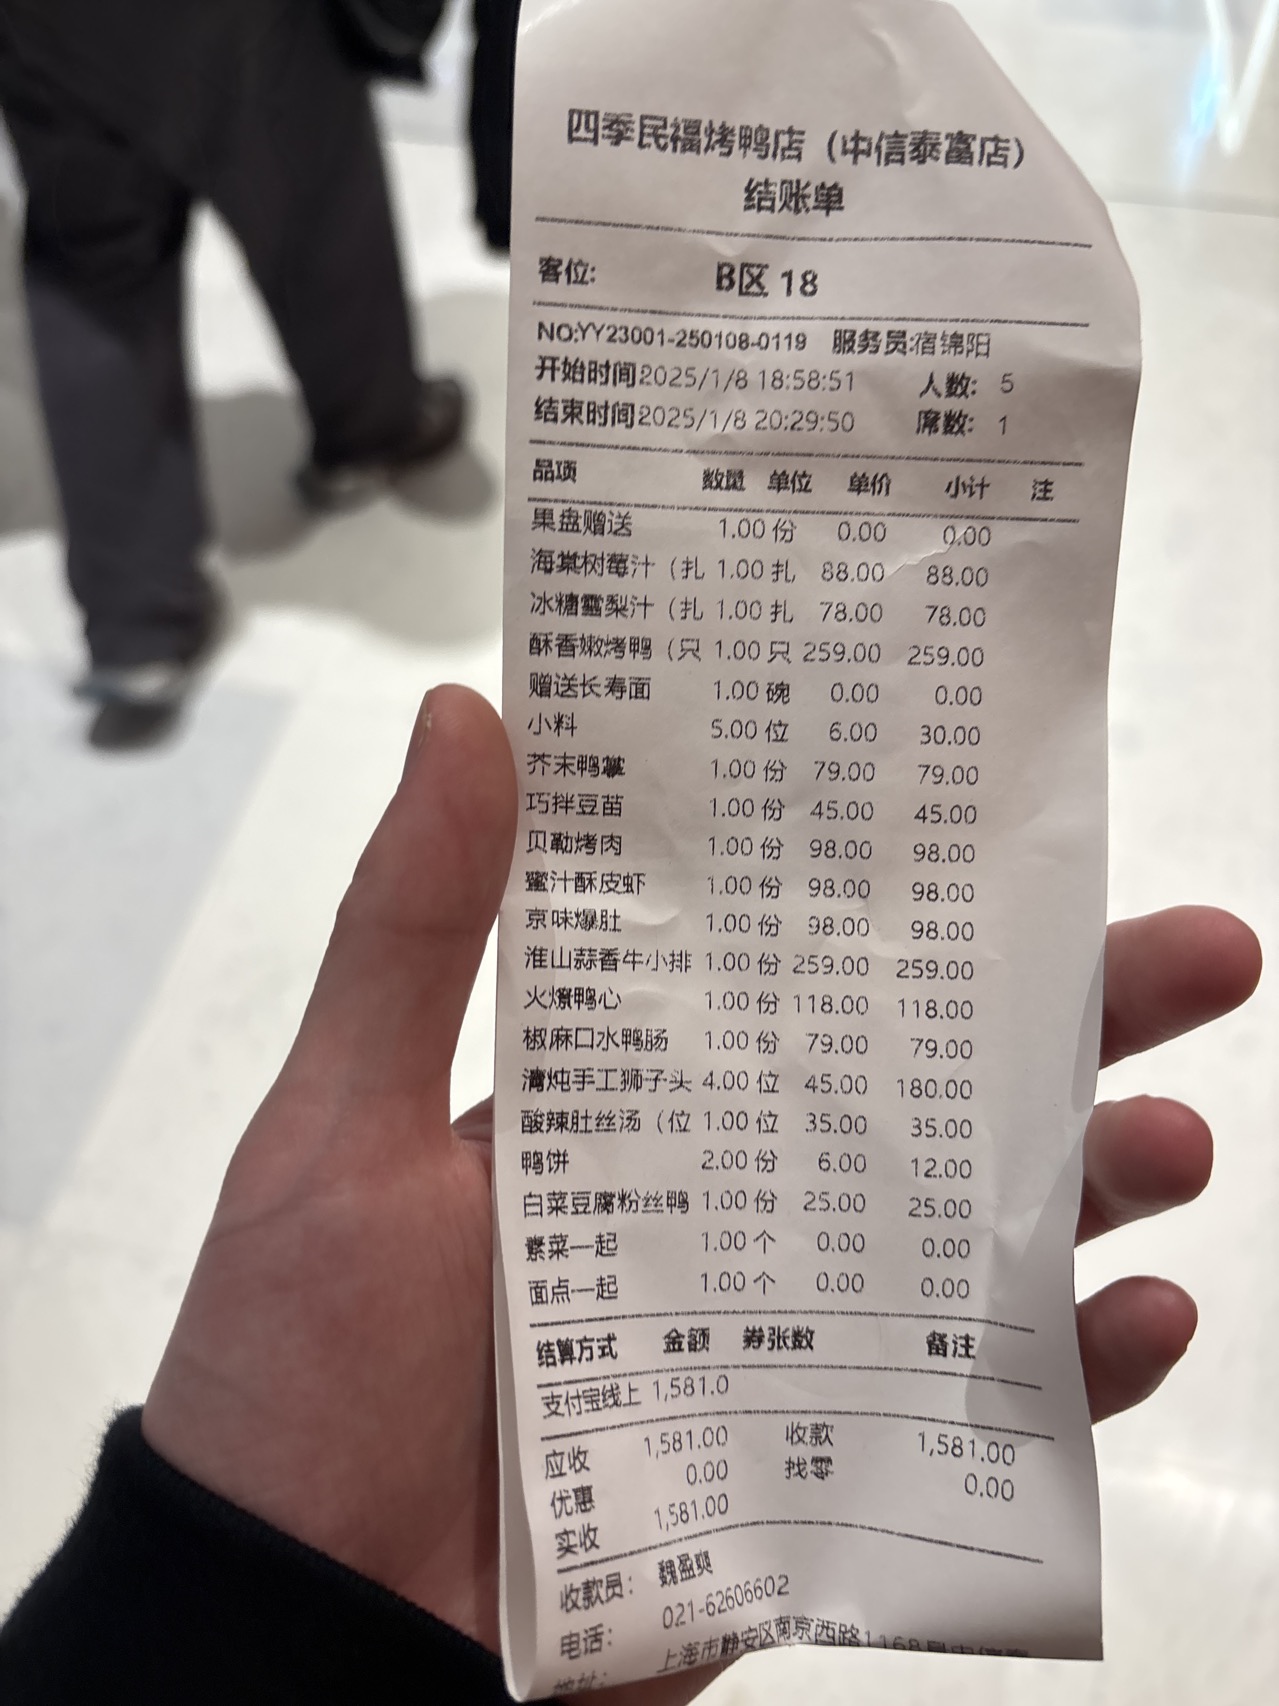 四季民福烤鸭店（中信泰富店）
结账单
客位: B区 18
NO:YY23001-250108-0119 服务员:宿锦阳
开始时间2025/1/8 18:58:51 人数: 5
结束时间2025/1/8 20:29:50 席数: 1
品项 数量 单位 单价 小计 注
果盘赠送 1.00 份 0.00 0.00
海棠树莓汁（扎 1.00 扎 88.00 88.00
冰糖雪梨汁（扎 1.00 扎 78.00 78.00
酥香嫩烤鸭（只 1.00 只 259.00 259.00
赠送长寿面 1.00 碗 0.00 0.00
小料 5.00 位 6.00 30.00
芥末鸭掌 1.00 份 79.00 79.00
巧拌豆苗 1.00 份 45.00 45.00
贝勒烤肉 1.00 份 98.00 98.00
蜜汁酥皮虾 1.00 份 98.00 98.00
京味爆肚 1.00 份 98.00 98.00
淮山蒜香牛小排 1.00 份 259.00 259.00
火燎鸭心 1.00 份 118.00 118.00
椒麻口水鸭肠 1.00 份 79.00 79.00
清炖手工狮子头 4.00 位 45.00 180.00
酸辣肚丝汤（位 1.00 位 35.00 35.00
鸭饼 2.00 份 6.00 12.00
白菜豆腐粉丝鸭 1.00 份 25.00 25.00
素菜一起 1.00 个 0.00 0.00
面点一起 1.00 个 0.00 0.00
结算方式 金额 券张数 备注
支付宝线上 1,581.0
应收 1,581.00 收款 1,581.00
优惠 0.00 找零 0.00
实收 1,581.00
收款员: 魏盈爽
电话: 021-62606602
地址: 上海市静安区南京西路1168号中信泰